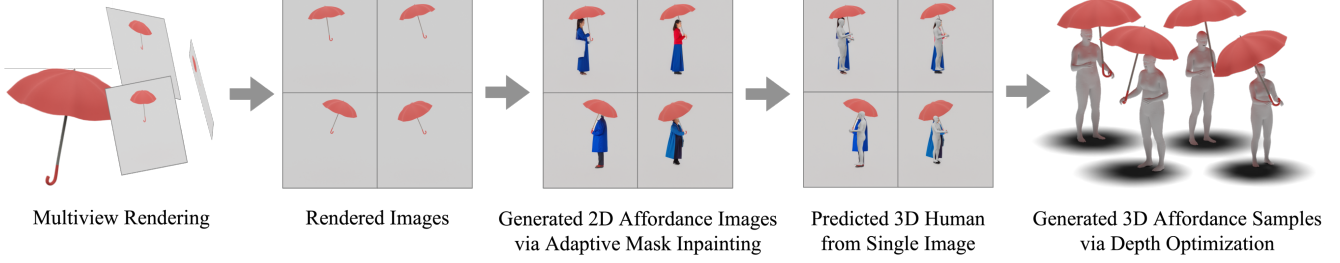 Multiview Rendering
Rendered Images
Generated 2D Affordance Images
via Adaptive Mask Inpainting
Predicted 3D Human
from Single Image
Generated 3D Affordance Samples
via Depth Optimization